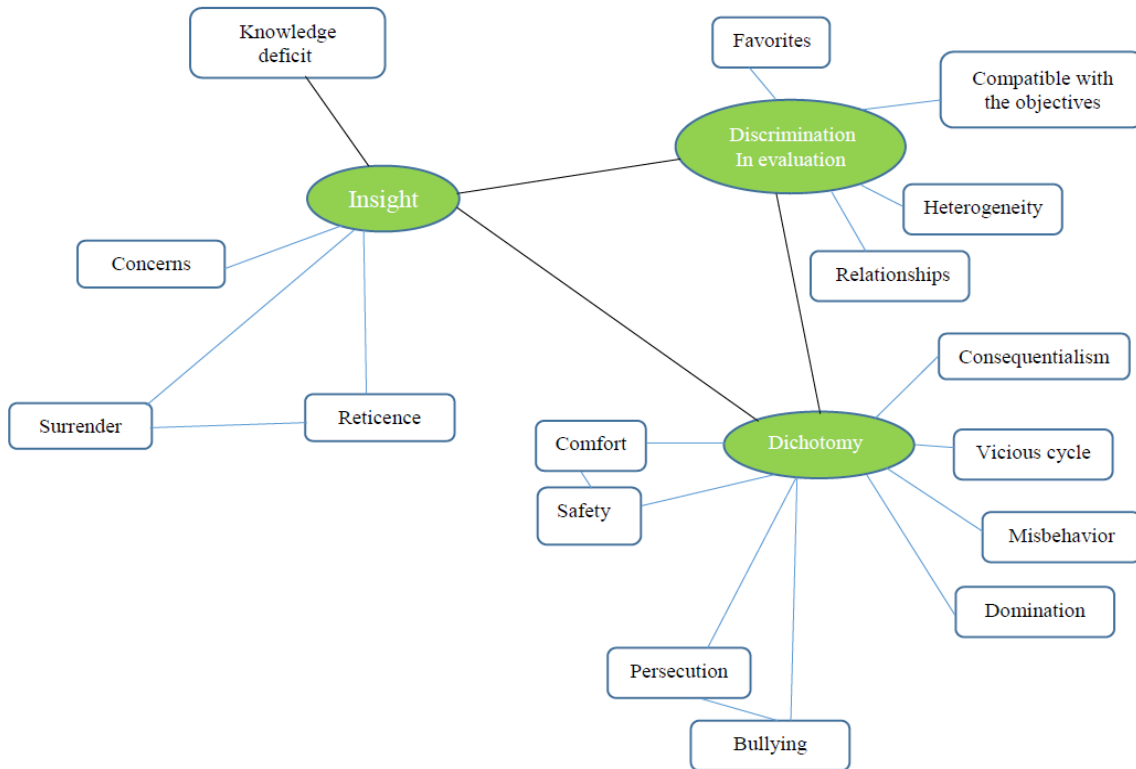 Knowledge
deficit
Favorites
Compatible with
the objectives
Discrimination
In evaluation
Insight
Heterogeneity
Concerns
Relationships
Consequentialism
Surrender
Reticence
Comfort
Dichotomy
Vicious cycle
Safety
Misbehavior
Domination
Persecution
Bullying